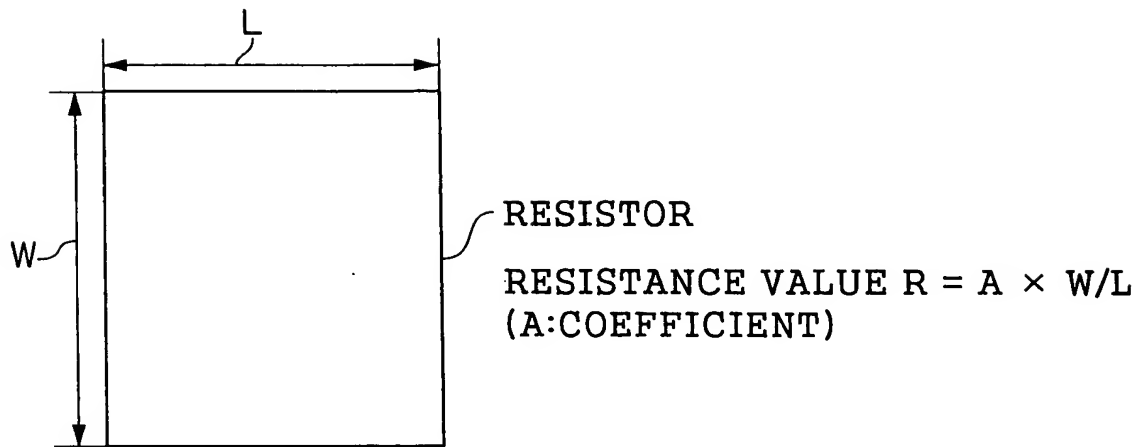 L
W
RESISTOR
RESISTANCE VALUE R = A × W/L
(A:COEFFICIENT)